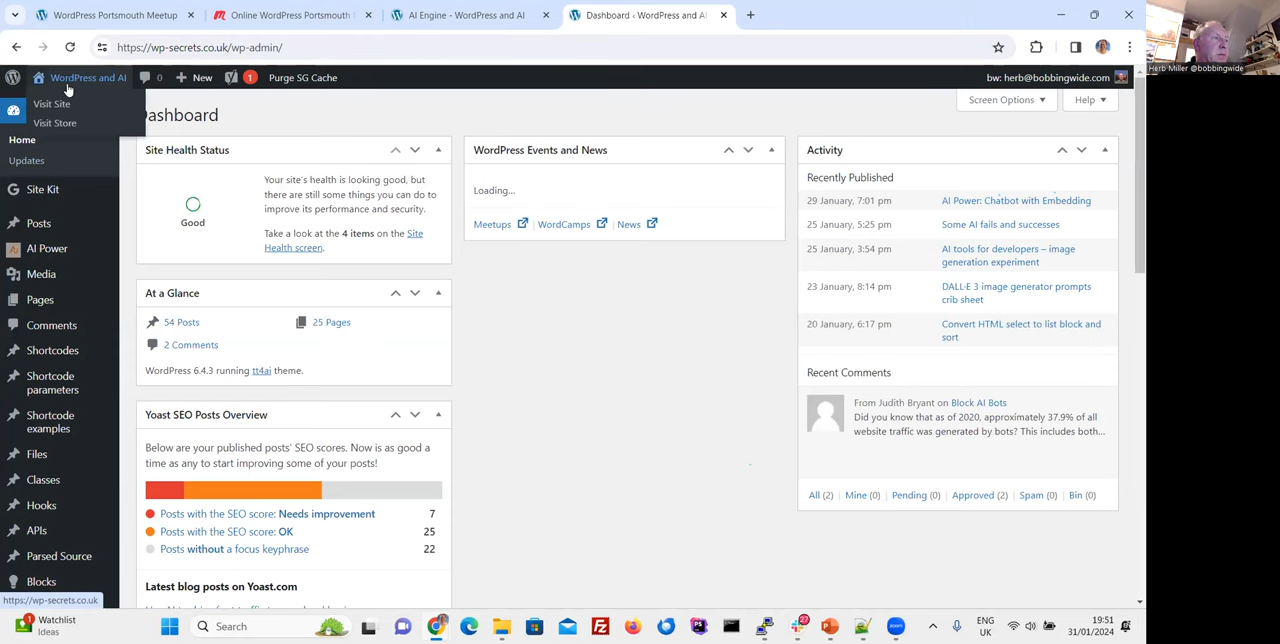 WordPress Portsmouth Meetup
Online WordPress Portsmouth
AI Engine - WordPress and AI
Dashboard ‹ WordPress and AI
https://wp-secrets.co.uk/wp-admin/
Herb Miller @bobbingwide
WordPress and AI
0
New
1
Purge SG Cache
bw: herb@bobbingwide.com
Visit Site
Visit Store
Dashboard
Screen Options
Help
Home
Updates
Site Kit
Posts
AI Power
Media
Pages
Comments
Shortcodes
Shortcode
parameters
Shortcode
examples
Files
Classes
Hooks
APIs
Parsed Source
Blocks
https://wp-secrets.co.uk
Site Health Status
Good
Your site's health is looking good, but
there are still some things you can do to
improve its performance and security.
Take a look at the 4 items on the Site
Health screen.
At a Glance
54 Posts
25 Pages
2 Comments
WordPress 6.4.3 running tt4ai theme.
Yoast SEO Posts Overview
Below are your published posts' SEO scores. Now is as good a
time as any to start improving some of your posts!
Posts with the SEO score: Needs improvement 7
Posts with the SEO score: OK 25
Posts without a focus keyphrase 22
Latest blog posts on Yoast.com
WordPress Events and News
Loading...
Meetups
WordCamps
News
Activity
Recently Published
29 January, 7:01 pm AI Power: Chatbot with Embedding
25 January, 5:25 pm Some AI fails and successes
25 January, 3:54 pm AI tools for developers – image
generation experiment
23 January, 8:14 pm DALL·E 3 image generator prompts
crib sheet
20 January, 6:17 pm Convert HTML select to list block and
sort
Recent Comments
From Judith Bryant on Block AI Bots
Did you know that as of 2020, approximately 37.9% of all
website traffic was generated by bots? This includes both...
All (2) Mine (0) Pending (0) Approved (2) Spam (0) Bin (0)
1
Watchlist
Ideas
Search
27
ENG
UK
19:51
31/01/2024